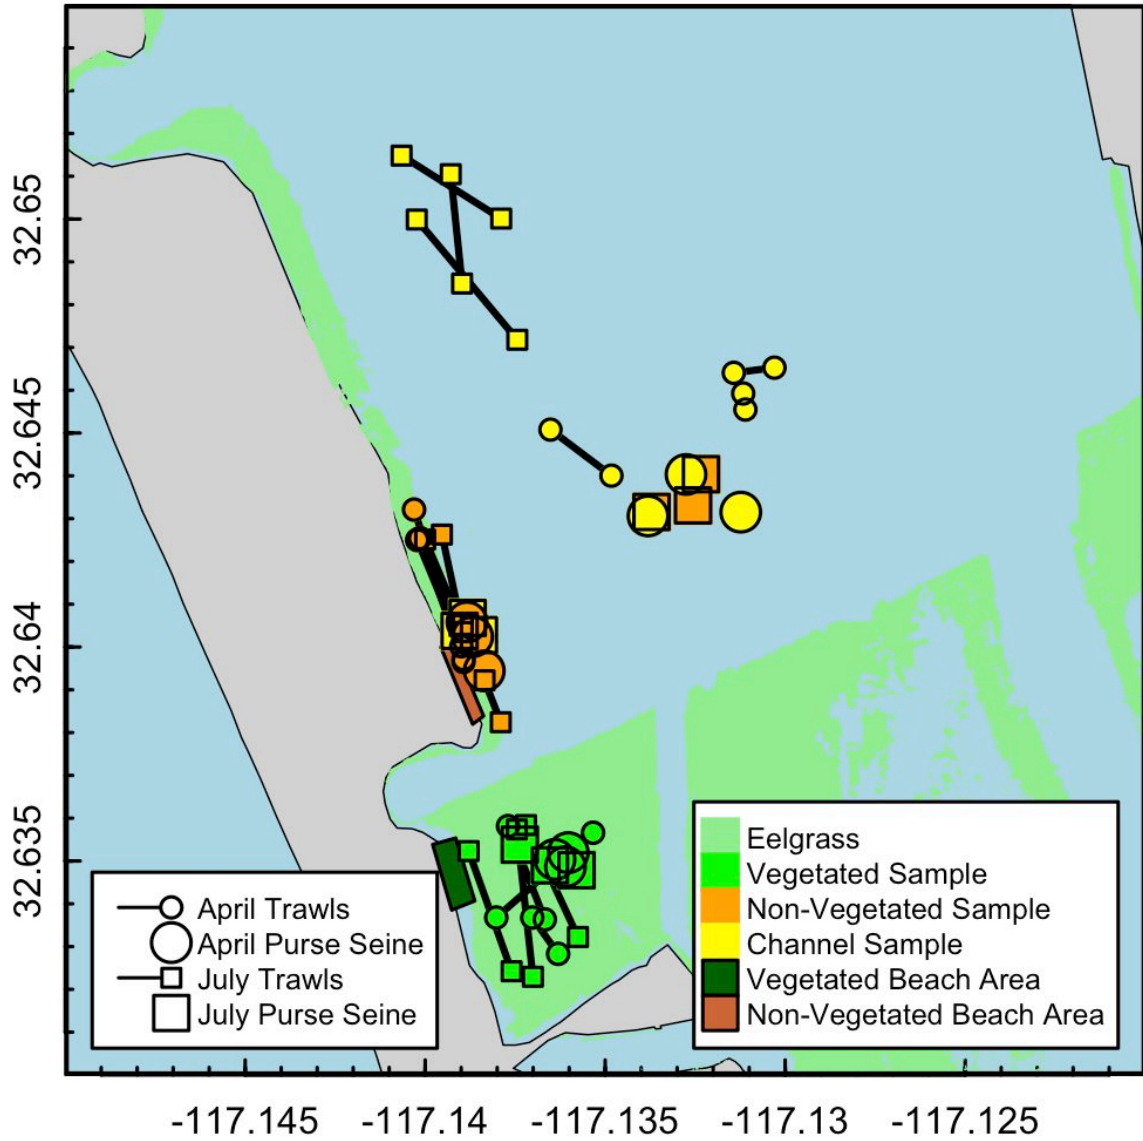 32.65
32.645
32.64
32.635
April Trawls
April Purse Seine
July Trawls
July Purse Seine
Eelgrass
Vegetated Sample
Non-Vegetated Sample
Channel Sample
Vegetated Beach Area
Non-Vegetated Beach Area
-117.145
-117.14
-117.135
-117.13
-117.125